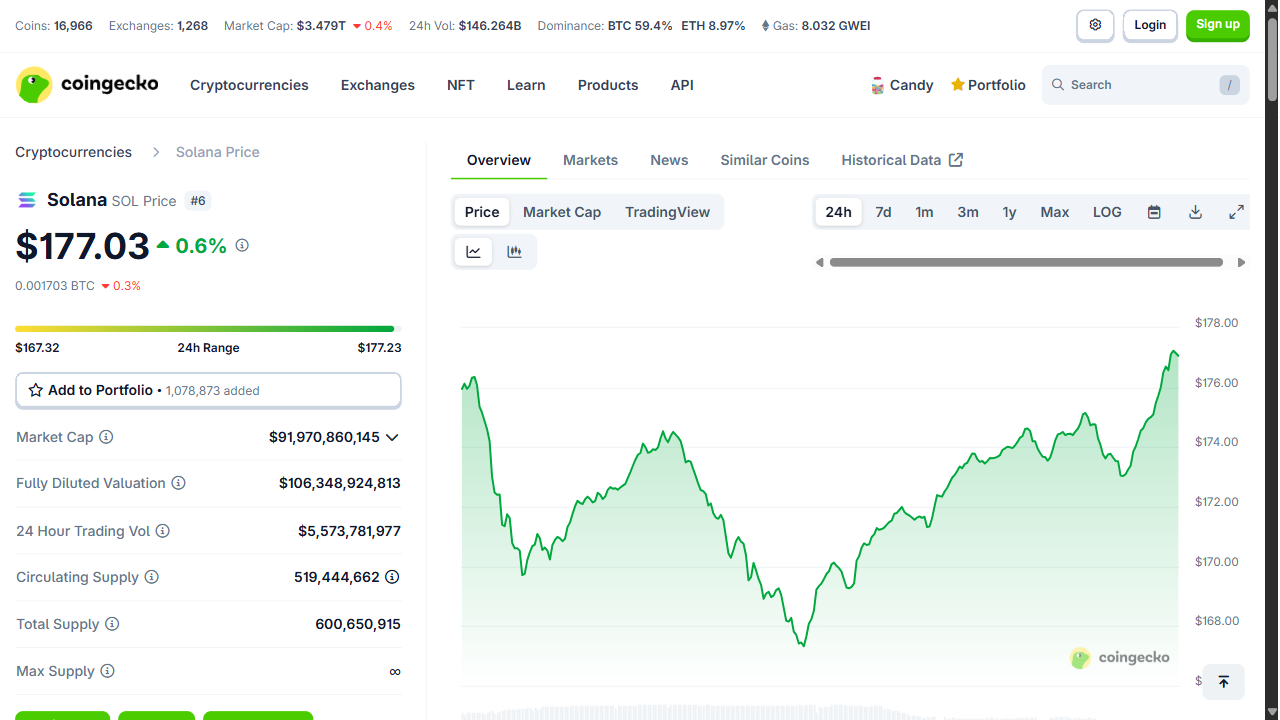 Coins: 16,966 Exchanges: 1,268 Market Cap: $3.479T 0.4% 24h Vol: $146.264B Dominance: BTC 59.4% ETH 8.97% Gas: 8.032 GWEI Login Sign up
coingecko Cryptocurrencies Exchanges NFT Learn Products API Candy Portfolio Search /
Cryptocurrencies Solana Price
Overview Markets News Similar Coins Historical Data
Solana SOL Price #6
$177.03 0.6%
0.001703 BTC 0.3%
$167.32 24h Range $177.23
Add to Portfolio • 1,078,873 added
Market Cap $91,970,860,145
Fully Diluted Valuation $106,348,924,813
24 Hour Trading Vol $5,573,781,977
Circulating Supply 519,444,662
Total Supply 600,650,915
Max Supply ∞
Price Market Cap TradingView 24h 7d 1m 3m 1y Max LOG
$178.00
$176.00
$174.00
$172.00
$170.00
$168.00
coingecko
$